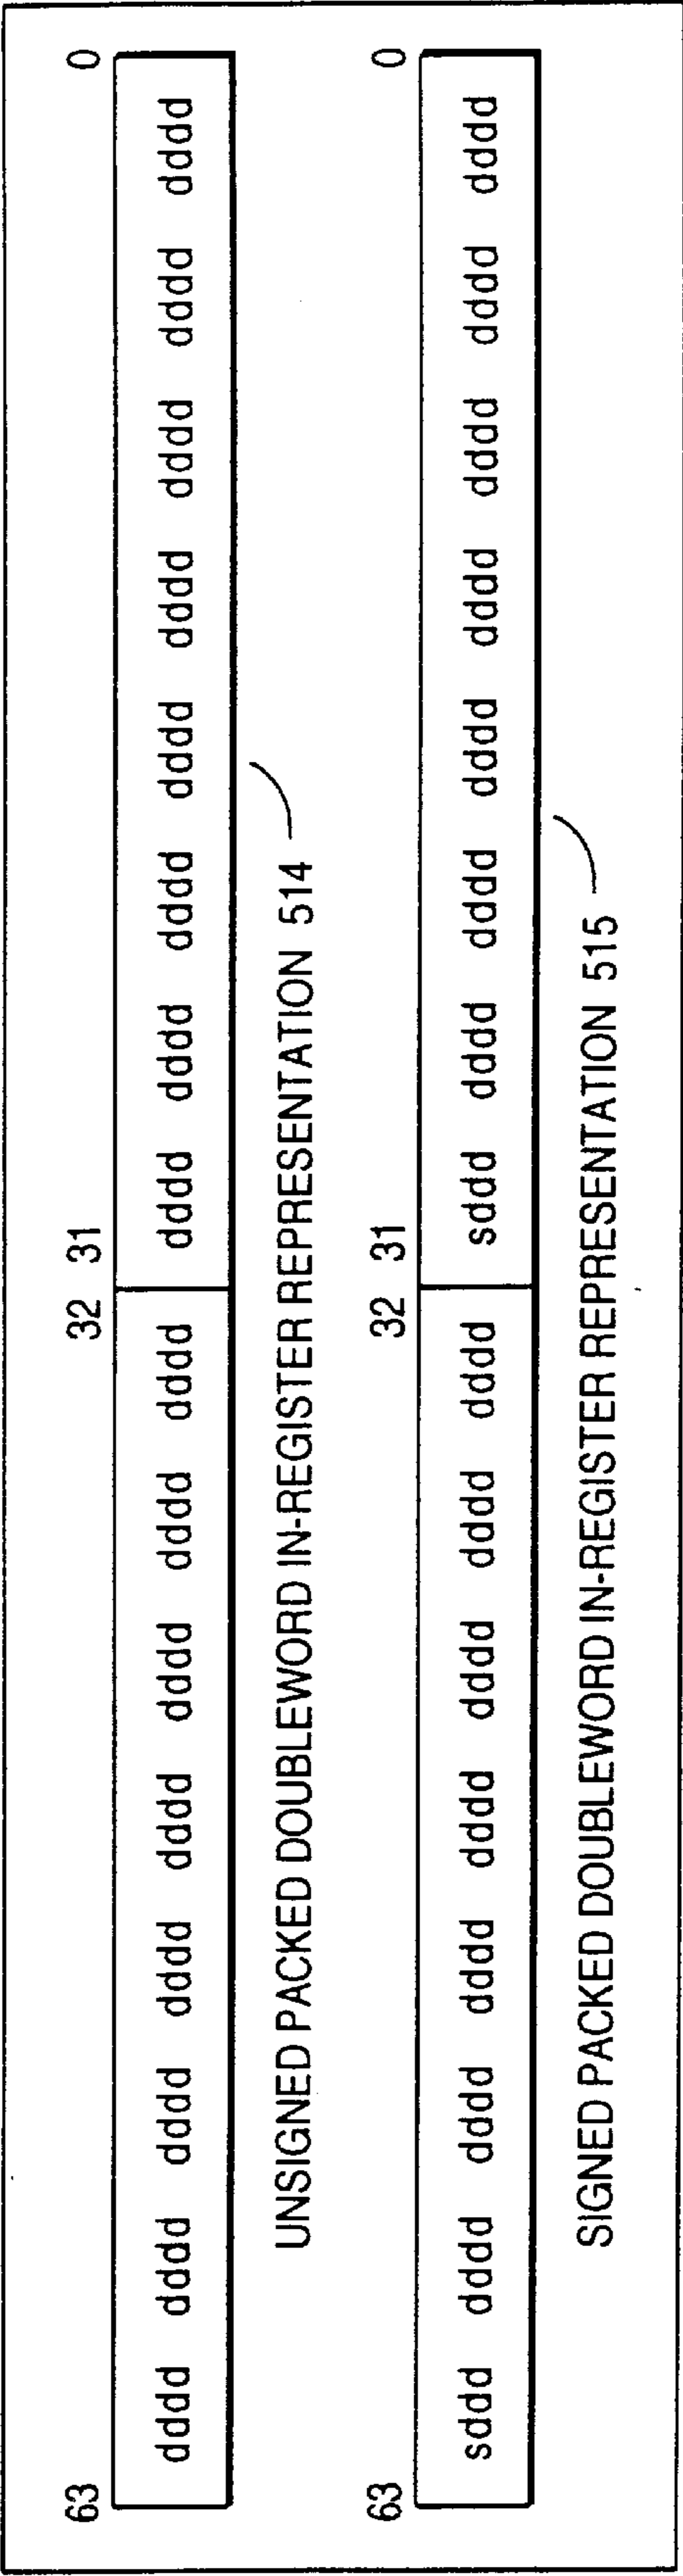 63 32 31 0
dddd dddd dddd dddd dddd dddd dddd dddd dddd dddd dddd dddd dddd dddd dddd dddd
UNSIGNED PACKED DOUBLEWORD IN-REGISTER REPRESENTATION 514
63 32 31 0
sddd dddd dddd dddd dddd dddd dddd dddd sddd dddd dddd dddd dddd dddd dddd dddd
SIGNED PACKED DOUBLEWORD IN-REGISTER REPRESENTATION 515